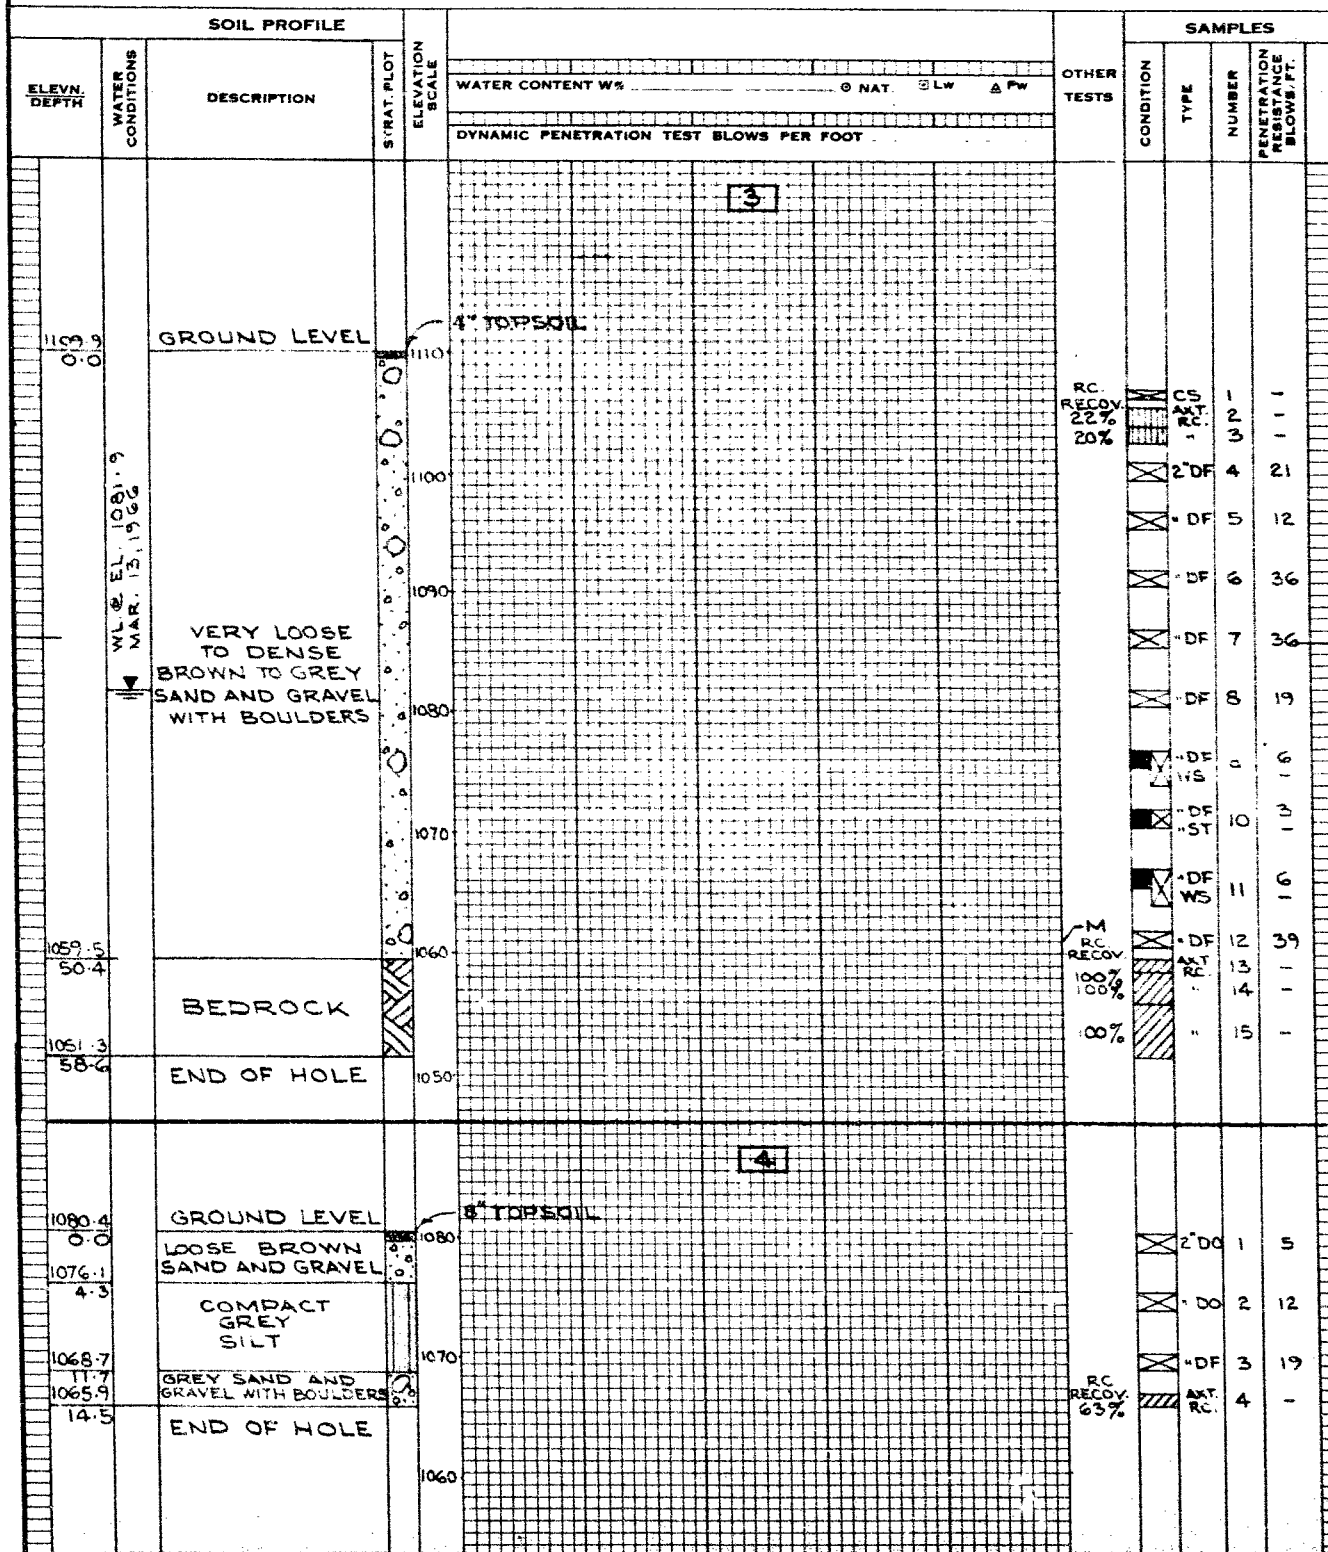 SOIL PROFILE
SAMPLES
ELEVN.
DEPTH
WATER
CONDITIONS
DESCRIPTION
STRAT. PLOT
ELEVATION
SCALE
WATER CONTENT W% ⊙ NAT. ⊡ Lw △ Pw
DYNAMIC PENETRATION TEST BLOWS PER FOOT
OTHER
TESTS
CONDITION
TYPE
NUMBER
PENETRATION
RESISTANCE
BLOWS/FT.
3
4" TOPSOIL
1109.9
0.0
GROUND LEVEL
1110
RC.
RECOV.
22%
20%
CS 1 -
AXT.
RC. 2 -
" 3 -
1100
2" DF 4 21
" DF 5 12
WL @ EL. 1081.9
MAR. 13, 1966
1090
" DF 6 36
VERY LOOSE
TO DENSE
BROWN TO GREY
SAND AND GRAVEL
WITH BOULDERS
" DF 7 36
1080
" DF 8 19
" DF 6
WS -
1070
" DF 10 3
" ST -
" DF 11 6
WS -
M
RC.
RECOV.
1059.5
50.4
1060
" DF 12 39
AXT.
RC. 13 -
100%
100%
" 14 -
BEDROCK
100% " 15 -
1051.3
58.6
END OF HOLE
1050
4
8" TOPSOIL
1080.4
0.0
GROUND LEVEL
1080
LOOSE BROWN
SAND AND GRAVEL
2" DO 1 5
1076.1
4.3
COMPACT
GREY
SILT
" DO 2 12
1068.7
11.7
1070
" DF 3 19
GREY SAND AND
GRAVEL WITH BOULDERS
1065.9
14.5
RC
RECOV.
63%
AXT.
RC. 4 -
END OF HOLE
1060